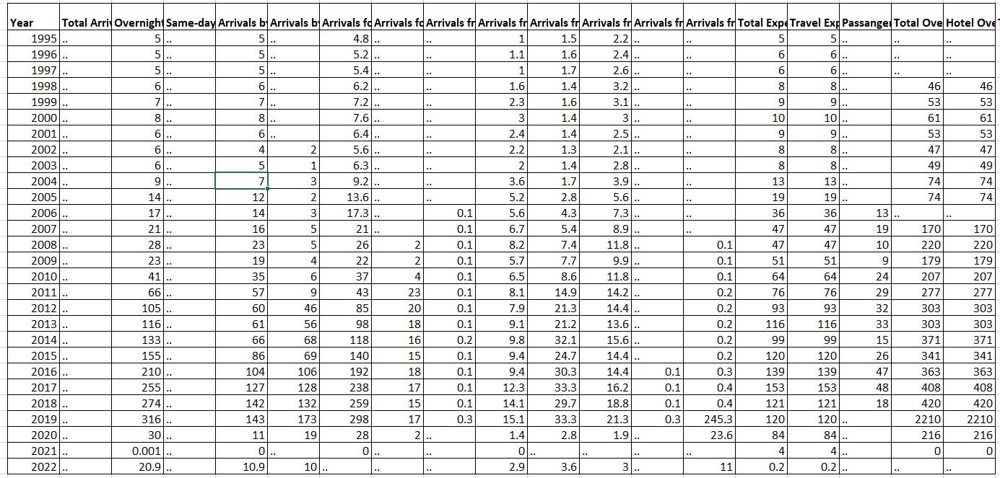 Year Total Arriv Overnight Same-day Arrivals by Arrivals by Arrivals fo Arrivals fo Arrivals fr Arrivals fr Arrivals fr Arrivals fr Arrivals fr Arrivals fr Total Expe Travel Exp Passanger Total Ove Hotel Ove
1995 .. 5 .. 5 .. 4.8 .. .. 1 1.5 2.2 .. .. 5 5 .. .. ..
1996 .. 5 .. 5 .. 5.2 .. .. 1.1 1.6 2.4 .. .. 6 6 .. .. ..
1997 .. 5 .. 5 .. 5.4 .. .. 1 1.7 2.6 .. .. 6 6 .. .. ..
1998 .. 6 .. 6 .. 6.2 .. .. 1.6 1.4 3.2 .. .. 8 8 .. 46 46
1999 .. 7 .. 7 .. 7.2 .. .. 2.3 1.6 3.1 .. .. 9 9 .. 53 53
2000 .. 8 .. 8 .. 7.6 .. .. 3 1.4 3 .. .. 10 10 .. 61 61
2001 .. 6 .. 6 .. 6.4 .. .. 2.4 1.4 2.5 .. .. 9 9 .. 53 53
2002 .. 6 .. 4 2 5.6 .. .. 2.2 1.3 2.1 .. .. 8 8 .. 47 47
2003 .. 6 .. 5 1 6.3 .. .. 2 1.4 2.8 .. .. 8 8 .. 49 49
2004 .. 9 .. 7 3 9.2 .. .. 3.6 1.7 3.9 .. .. 13 13 .. 74 74
2005 .. 14 .. 12 2 13.6 .. .. 5.2 2.8 5.6 .. .. 19 19 .. 74 74
2006 .. 17 .. 14 3 17.3 .. 0.1 5.6 4.3 7.3 .. .. 36 36 13 .. ..
2007 .. 21 .. 16 5 21 .. 0.1 6.7 5.4 8.9 .. .. 47 47 19 170 170
2008 .. 28 .. 23 5 26 2 0.1 8.2 7.4 11.8 .. 0.1 47 47 10 220 220
2009 .. 23 .. 19 4 22 2 0.1 5.7 7.7 9.9 .. 0.1 51 51 9 179 179
2010 .. 41 .. 35 6 37 4 0.1 6.5 8.6 11.8 .. 0.1 64 64 24 207 207
2011 .. 66 .. 57 9 43 23 0.1 8.1 14.9 14.2 .. 0.2 76 76 29 277 277
2012 .. 105 .. 60 46 85 20 0.1 7.9 21.3 14.4 .. 0.2 93 93 32 303 303
2013 .. 116 .. 61 56 98 18 0.1 9.1 21.2 13.6 .. 0.2 116 116 33 303 303
2014 .. 133 .. 66 68 118 16 0.2 9.8 32.1 15.6 .. 0.2 99 99 15 371 371
2015 .. 155 .. 86 69 140 15 0.1 9.4 24.7 14.4 .. 0.2 120 120 26 341 341
2016 .. 210 .. 104 106 192 18 0.1 9.4 30.3 14.4 0.1 0.3 139 139 47 363 363
2017 .. 255 .. 127 128 238 17 0.1 12.3 33.3 16.2 0.1 0.4 153 153 48 408 408
2018 .. 274 .. 142 132 259 15 0.1 14.1 29.7 18.8 0.1 0.4 121 121 18 420 420
2019 .. 316 .. 143 173 298 17 0.3 15.1 33.3 21.3 0.3 245.3 120 120 .. 2210 2210
2020 .. 30 .. 11 19 28 2 .. 1.4 2.8 1.9 .. 23.6 84 84 .. 216 216
2021 .. 0.001 .. 0 .. 0 .. .. 0 .. .. .. .. 4 4 .. 0 0
2022 .. 20.9 .. 10.9 10 .. .. .. 2.9 3.6 3 .. 11 0.2 0.2 .. .. ..